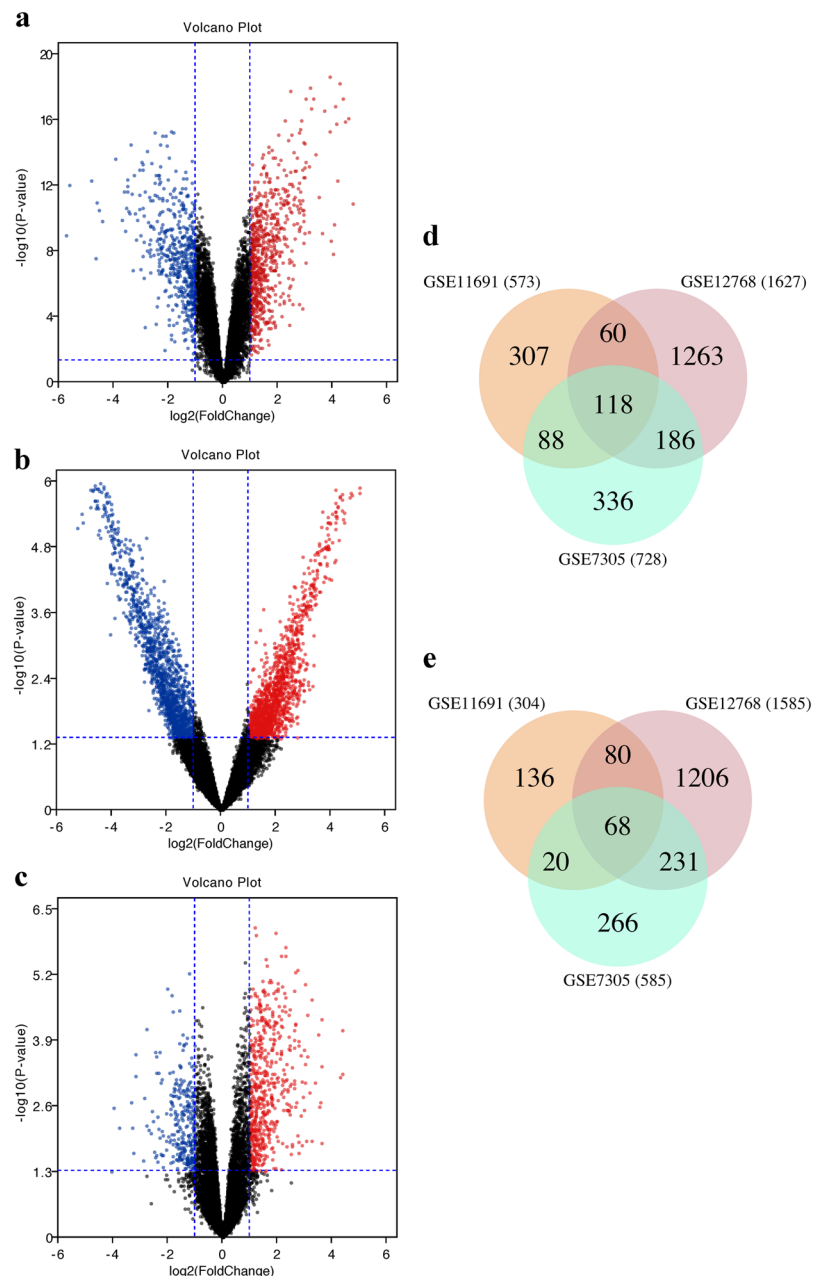 a
Volcano Plot
20
16
12
8
4
0
-log10(P-value)
-6 -4 -2 0 2 4 6
log2(FoldChange)
b
Volcano Plot
6
4.8
3.6
2.4
1.2
0
-log10(P-value)
-6 -4 -2 0 2 4 6
log2(FoldChange)
c
Volcano Plot
6.5
5.2
3.9
2.6
1.3
0
-log10(P-value)
-6 -4 -2 0 2 4 6
log2(FoldChange)
d
GSE11691 (573) GSE12768 (1627)
60
307 1263
118
88 186
336
GSE7305 (728)
e
GSE11691 (304) GSE12768 (1585)
80
136 1206
68
20 231
266
GSE7305 (585)